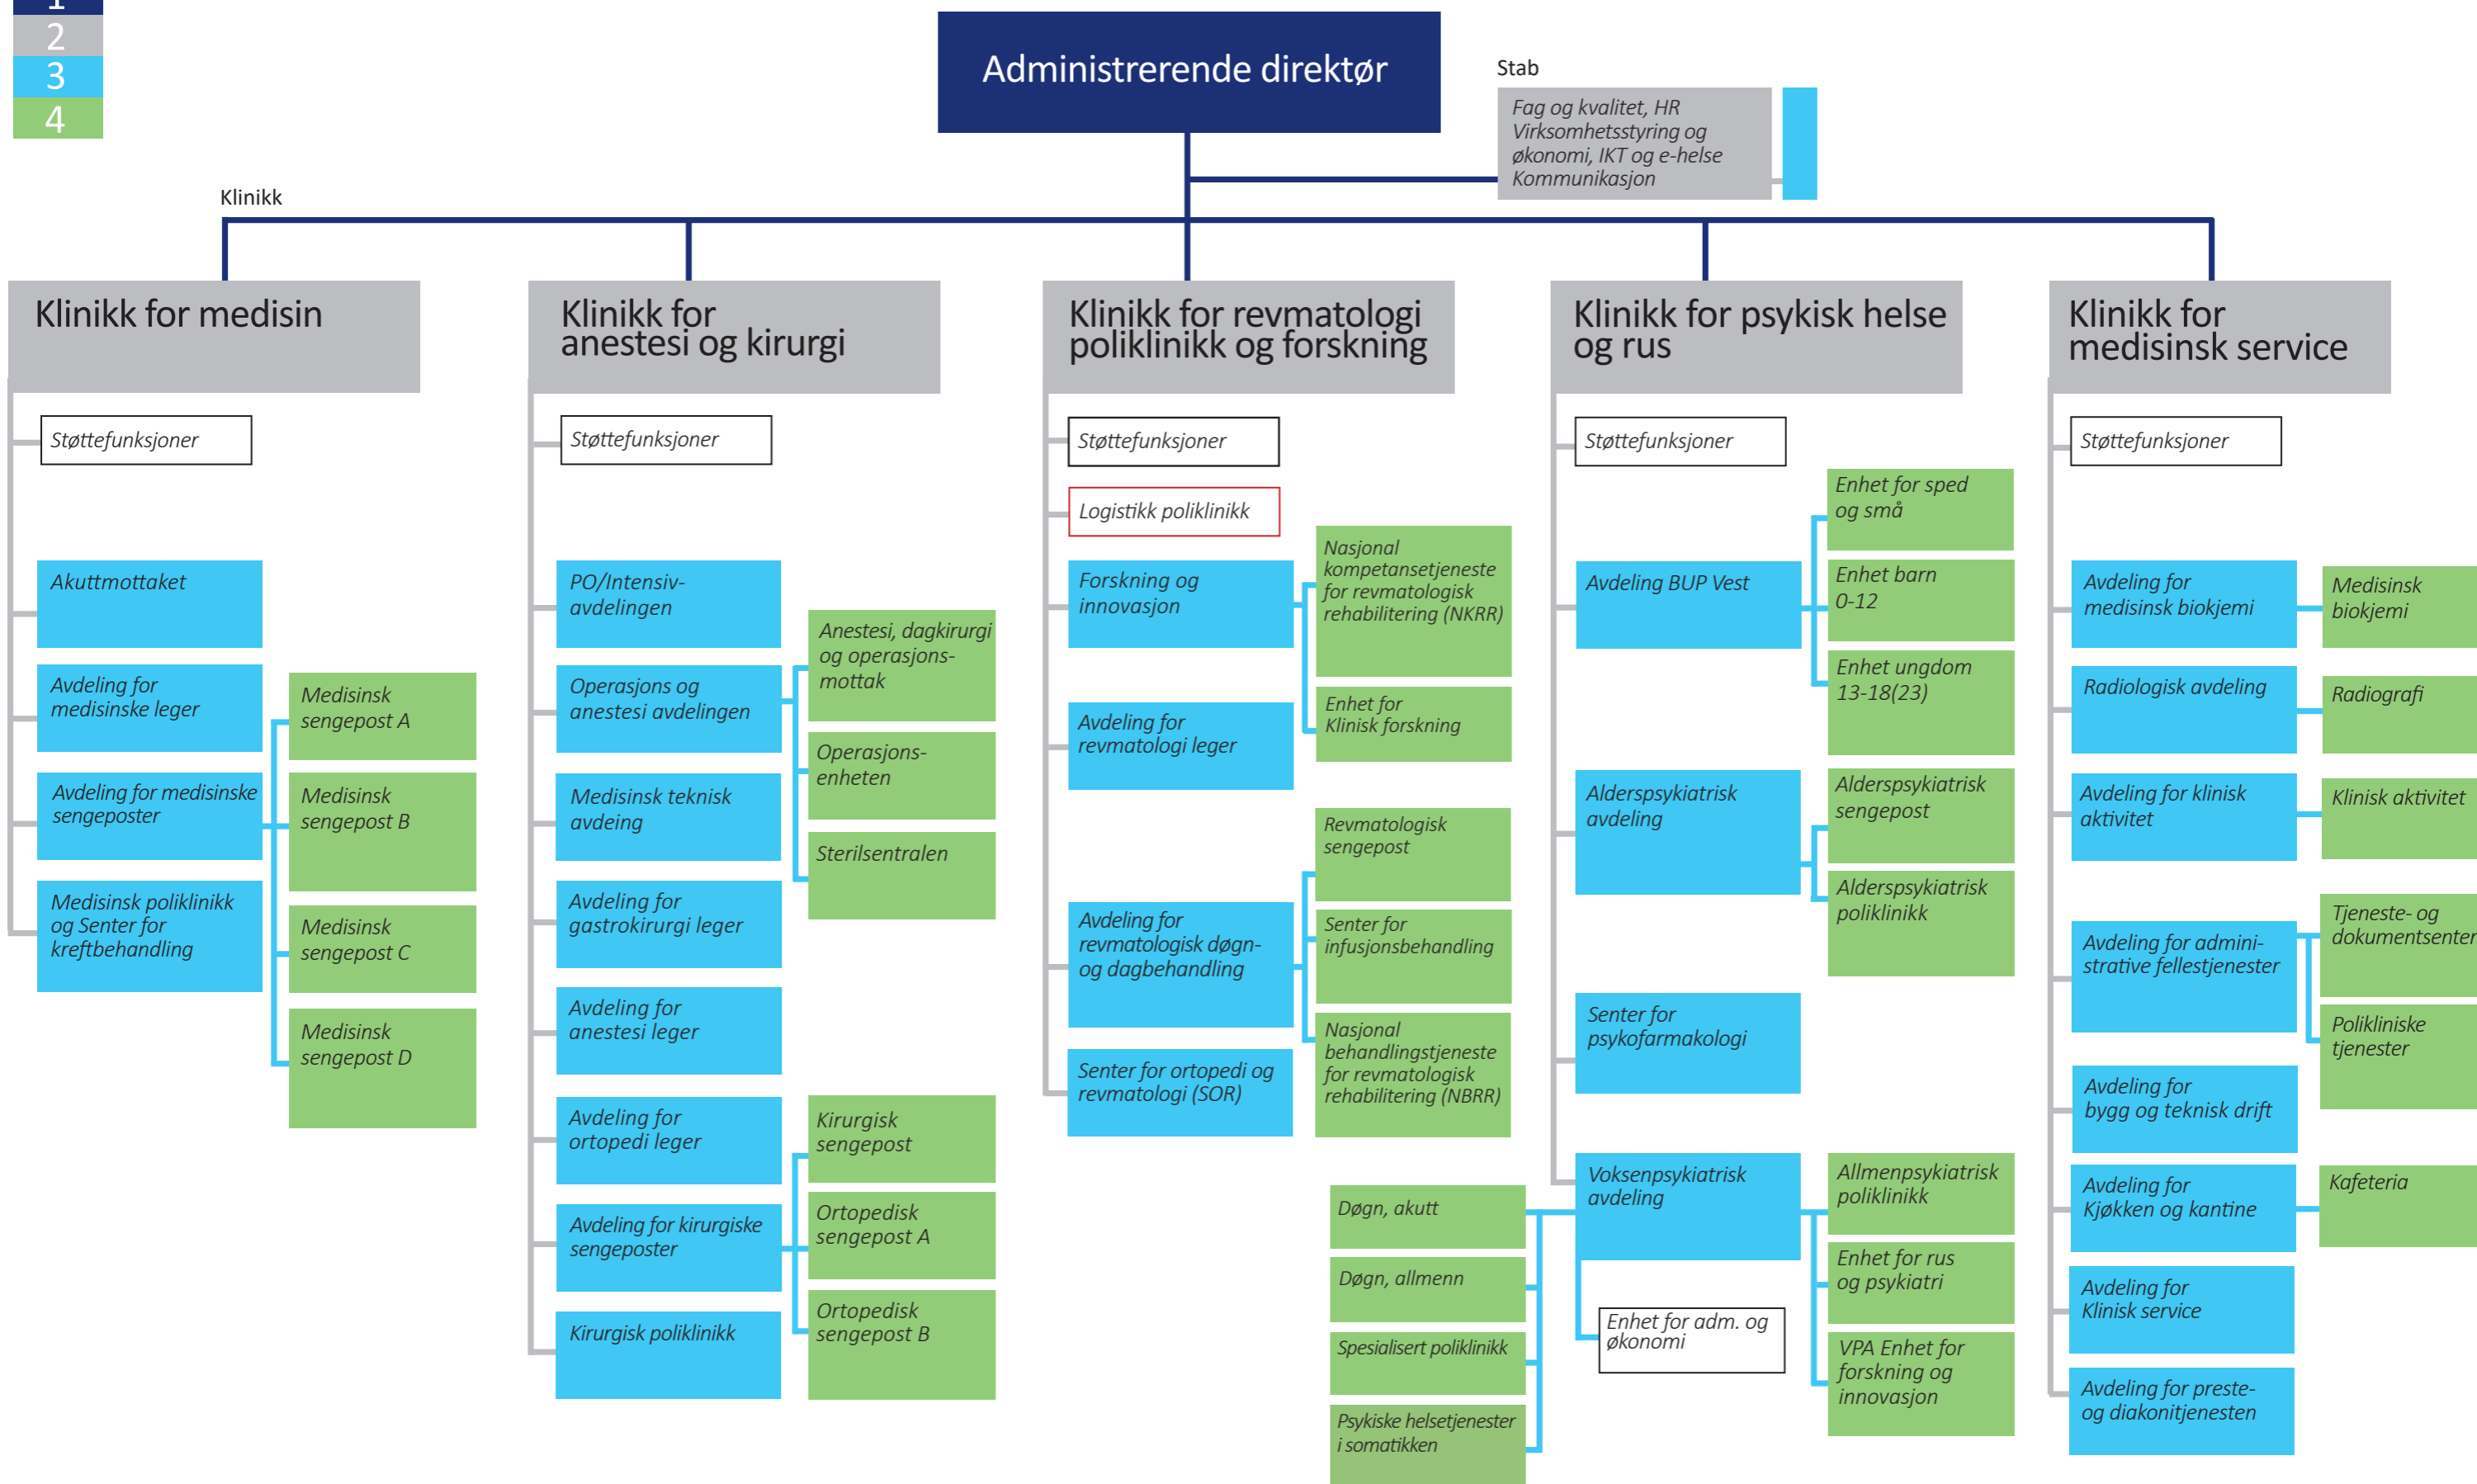 1
2
3
4
Administrerende direktør
Stab
Fag og kvalitet, HR
Virksomhetsstyring og
økonomi, IKT og e-helse
Kommunikasjon
Klinikk
Klinikk for medisin
Støttefunksjoner
Akuttmottaket
Avdeling for
medisinske leger
Avdeling for medisinske
sengeposter
Medisinsk poliklinikk
og Senter for
kreftbehandling
Medisinsk
sengepost A
Medisinsk
sengepost B
Medisinsk
sengepost C
Medisinsk
sengepost D
Klinikk for
anestesi og kirurgi
Støttefunksjoner
PO/Intensiv-
avdelingen
Operasjons og
anestesi avdelingen
Medisinsk teknisk
avdeing
Avdeling for
gastrokirurgi leger
Avdeling for
anestesi leger
Avdeling for
ortopedi leger
Avdeling for kirurgiske
sengeposter
Kirurgisk poliklinikk
Anestesi, dagkirurgi
og operasjons-
mottak
Operasjons-
enheten
Sterilsentralen
Kirurgisk
sengepost
Ortopedisk
sengepost A
Ortopedisk
sengepost B
Klinikk for revmatologi
poliklinikk og forskning
Støttefunksjoner
Logistikk poliklinikk
Forskning og
innovasjon
Avdeling for
revmatologi leger
Avdeling for
revmatologisk døgn-
og dagbehandling
Senter for ortopedi og
revmatologi (SOR)
Nasjonal
kompetansetjeneste
for revmatologisk
rehabilitering (NKRR)
Enhet for
Klinisk forskning
Revmatologisk
sengepost
Senter for
infusjonsbehandling
Nasjonal
behandlingstjeneste
for revmatologisk
rehabilitering (NBRR)
Klinikk for psykisk helse
og rus
Støttefunksjoner
Avdeling BUP Vest
Alderspsykiatrisk
avdeling
Senter for
psykofarmakologi
Voksenpsykiatrisk
avdeling
Enhet for adm. og
økonomi
Enhet for sped
og små
Enhet barn
0-12
Enhet ungdom
13-18(23)
Alderspsykiatrisk
sengepost
Alderspsykiatrisk
poliklinikk
Allmenpsykiatrisk
poliklinikk
Enhet for rus
og psykiatri
VPA Enhet for
forskning og
innovasjon
Døgn, akutt
Døgn, allmenn
Spesialisert poliklinikk
Psykiske helsetjenester
i somatikken
Klinikk for
medisinsk service
Støttefunksjoner
Avdeling for
medisinsk biokjemi
Radiologisk avdeling
Avdeling for klinisk
aktivitet
Avdeling for admini-
strative fellestjenester
Avdeling for
bygg og teknisk drift
Avdeling for
Kjøkken og kantine
Avdeling for
Klinisk service
Avdeling for preste-
og diakonitjenesten
Medisinsk
biokjemi
Radiografi
Klinisk aktivitet
Tjeneste- og
dokumentsenter
Polikliniske
tjenester
Kafeteria